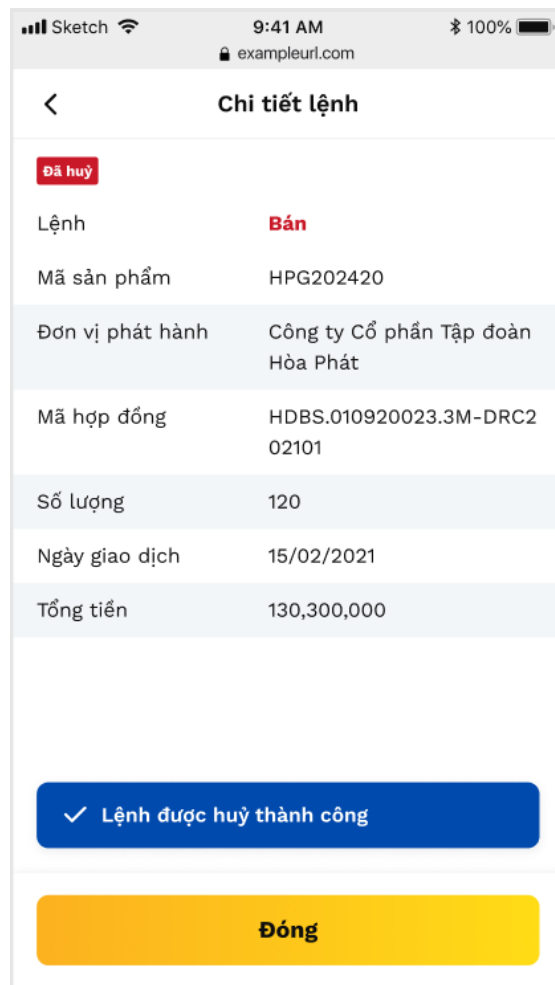 Sketch 9:41 AM 100%
exampleurl.com
Chi tiết lệnh
Đã huỷ
Lệnh Bán
Mã sản phẩm HPG202420
Đơn vị phát hành Công ty Cổ phần Tập đoàn
Hòa Phát
Mã hợp đồng HDBS.010920023.3M-DRC2
02101
Số lượng 120
Ngày giao dịch 15/02/2021
Tổng tiền 130,300,000
Lệnh được huỷ thành công
Đóng